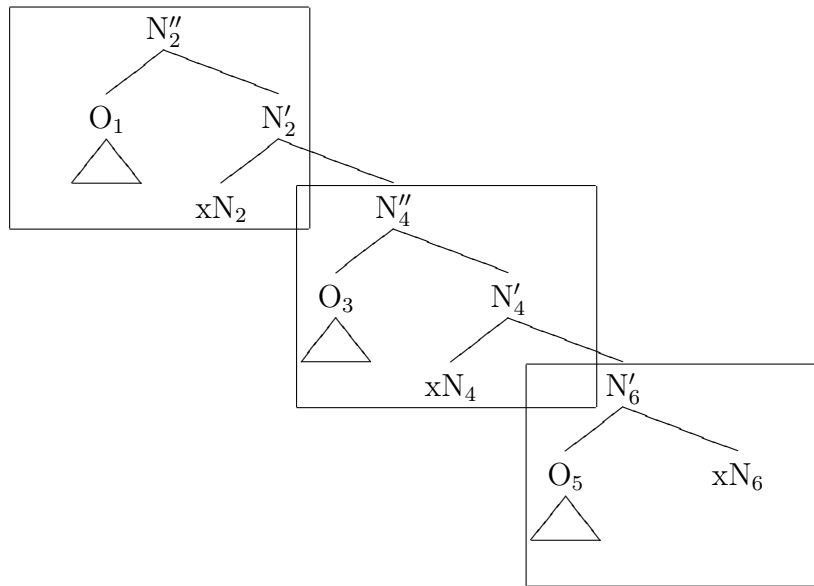 N″₂
O₁ N′₂
xN₂
N″₄
O₃ N′₄
xN₄
N′₆
O₅ xN₆